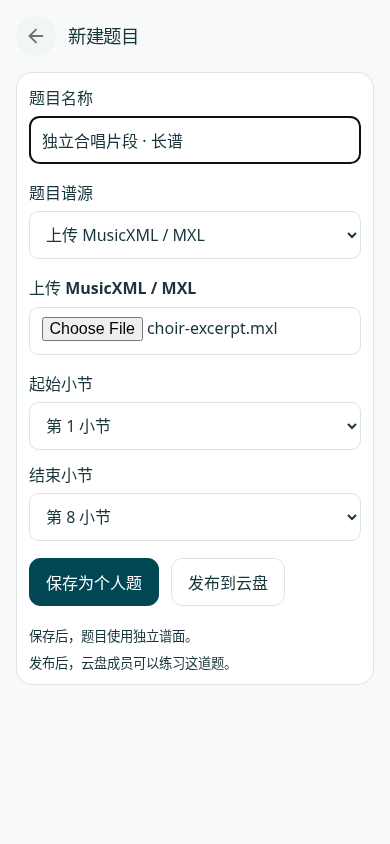 新建题目
题目名称
独立合唱片段 · 长谱
题目谱源
上传 MusicXML / MXL
上传 MusicXML / MXL
Choose File choir-excerpt.mxl
起始小节
第 1 小节
结束小节
第 8 小节
保存为个人题 发布到云盘
保存后，题目使用独立谱面。
发布后，云盘成员可以练习这道题。